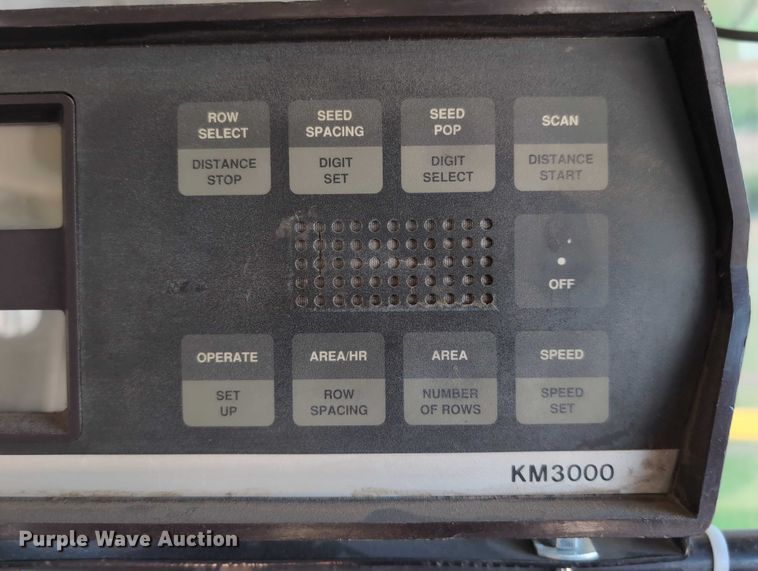 ROW
SELECT
DISTANCE
STOP
SEED
SPACING
DIGIT
SET
SEED
POP
DIGIT
SELECT
SCAN
DISTANCE
START
OFF
OPERATE
SET
UP
AREA/HR
ROW
SPACING
AREA
NUMBER
OF ROWS
SPEED
SPEED
SET
KM3000
Purple Wave Auction